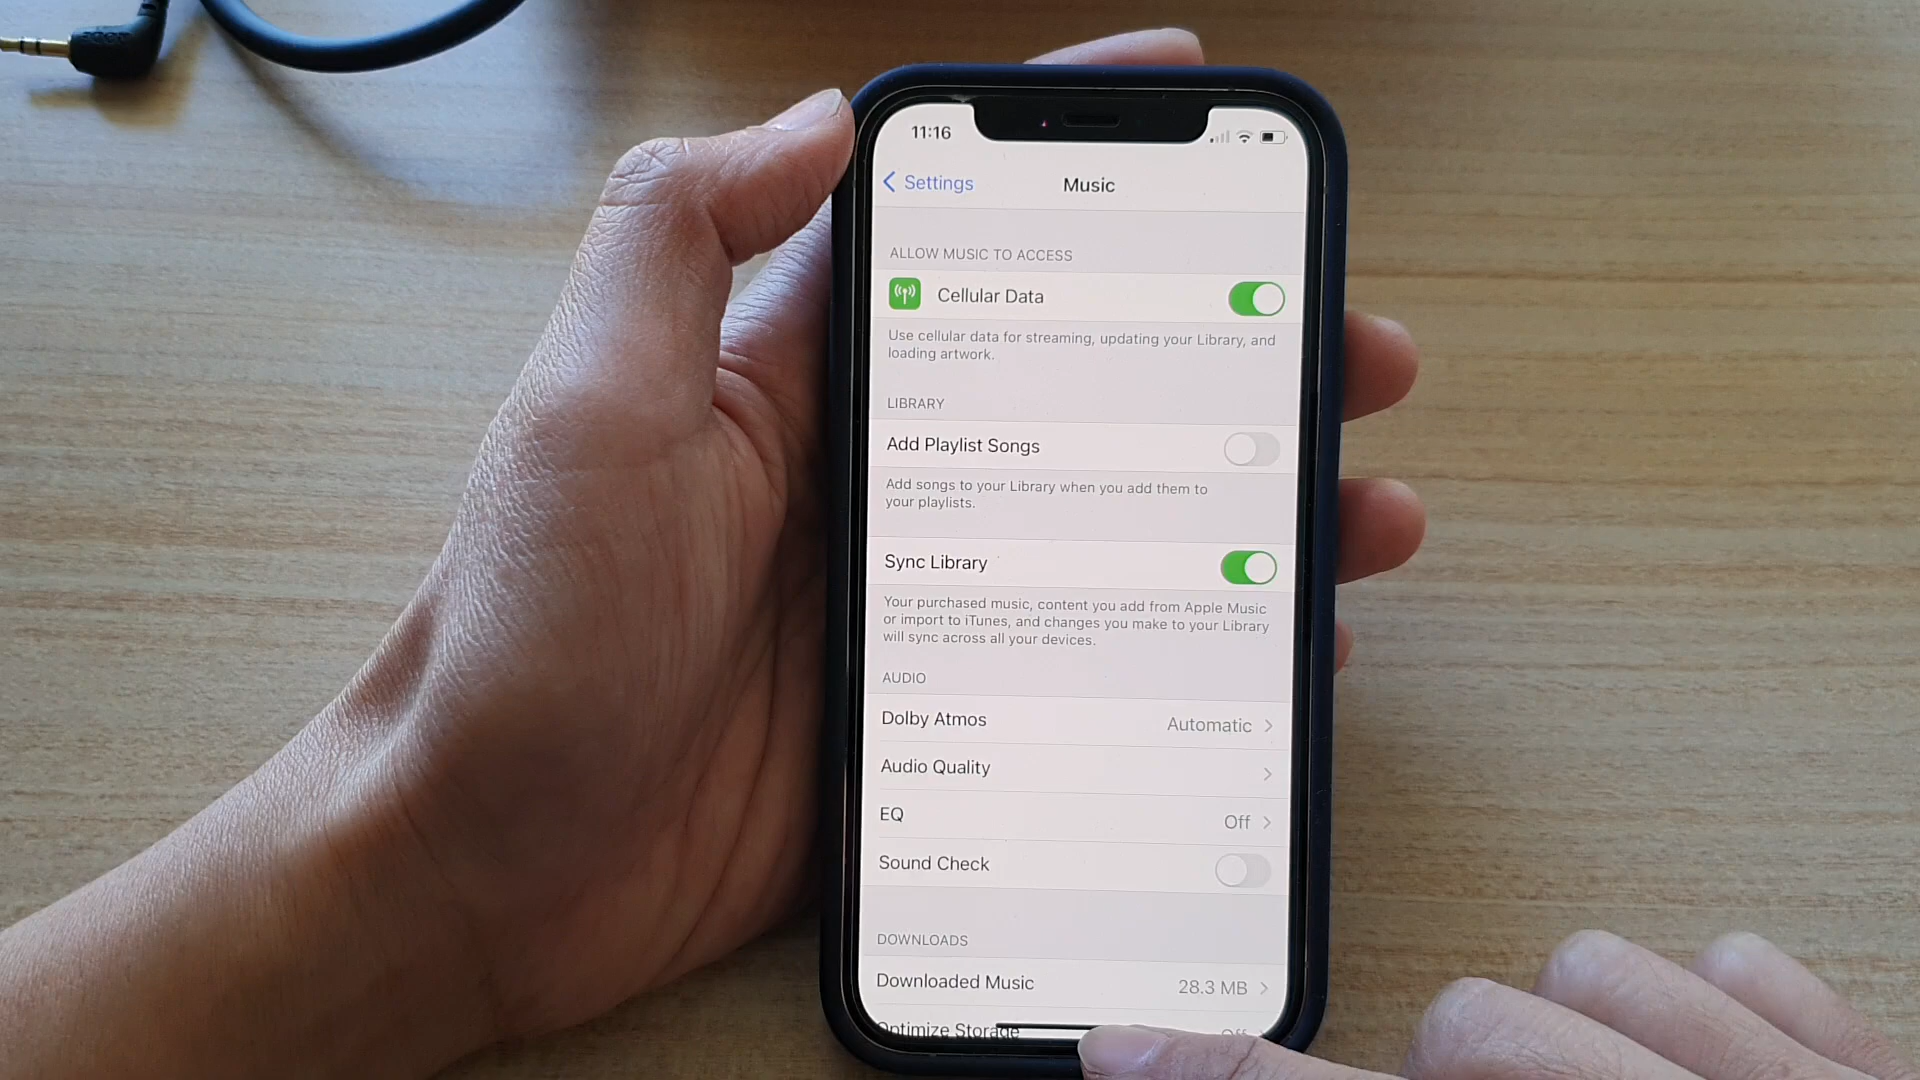 11:16
Settings
Music
ALLOW MUSIC TO ACCESS
Cellular Data
Use cellular data for streaming, updating your Library, and
loading artwork.
LIBRARY
Add Playlist Songs
Add songs to your Library when you add them to
your playlists.
Sync Library
Your purchased music, content you add from Apple Music
or import to iTunes, and changes you make to your Library
will sync across all your devices.
AUDIO
Dolby Atmos Automatic
Audio Quality
EQ Off
Sound Check
DOWNLOADS
Downloaded Music 28.3 MB
Optimize Storage Off